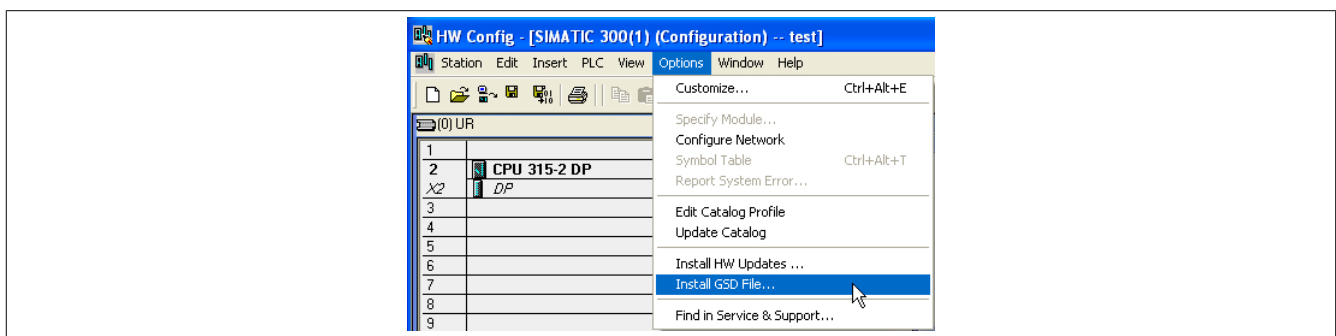 HW Config - [SIMATIC 300(1) (Configuration) -- test]
Station Edit Insert PLC View Options Window Help
Customize... Ctrl+Alt+E
Specify Module...
Configure Network
Symbol Table Ctrl+Alt+T
Report System Error...
Edit Catalog Profile
Update Catalog
Install HW Updates ...
Install GSD File...
Find in Service & Support...
(0) UR
1
2 CPU 315-2 DP
X2 DP
3
4
5
6
7
8
9